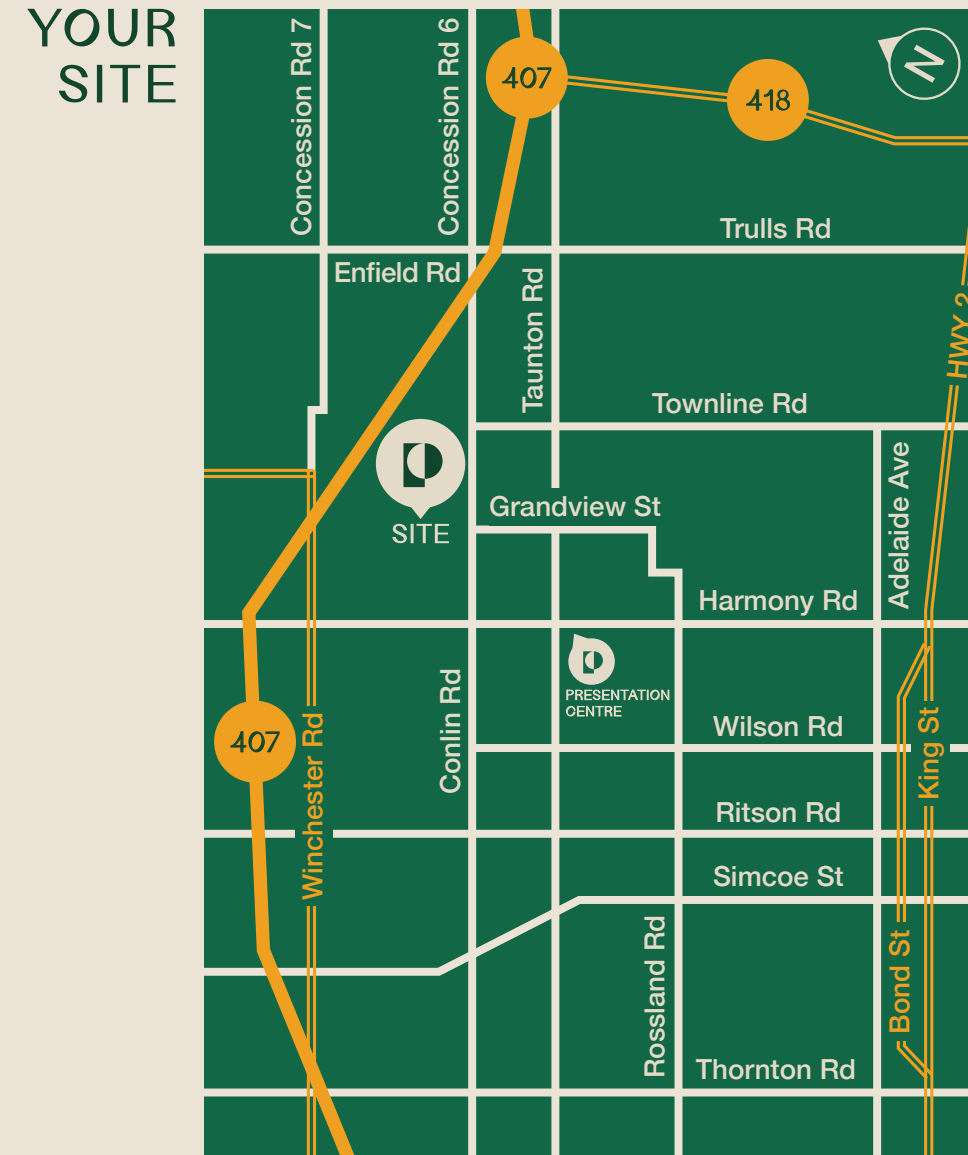 YOUR
SITE
Concession Rd 7
Concession Rd 6
407
418
N
Trulls Rd
Enfield Rd
Taunton Rd
HWY 2
Townline Rd
Adelaide Ave
SITE
Grandview St
Harmony Rd
PRESENTATION
CENTRE
Conlin Rd
407
Winchester Rd
Wilson Rd
King St
Ritson Rd
Simcoe St
Rossland Rd
Bond St
Thornton Rd